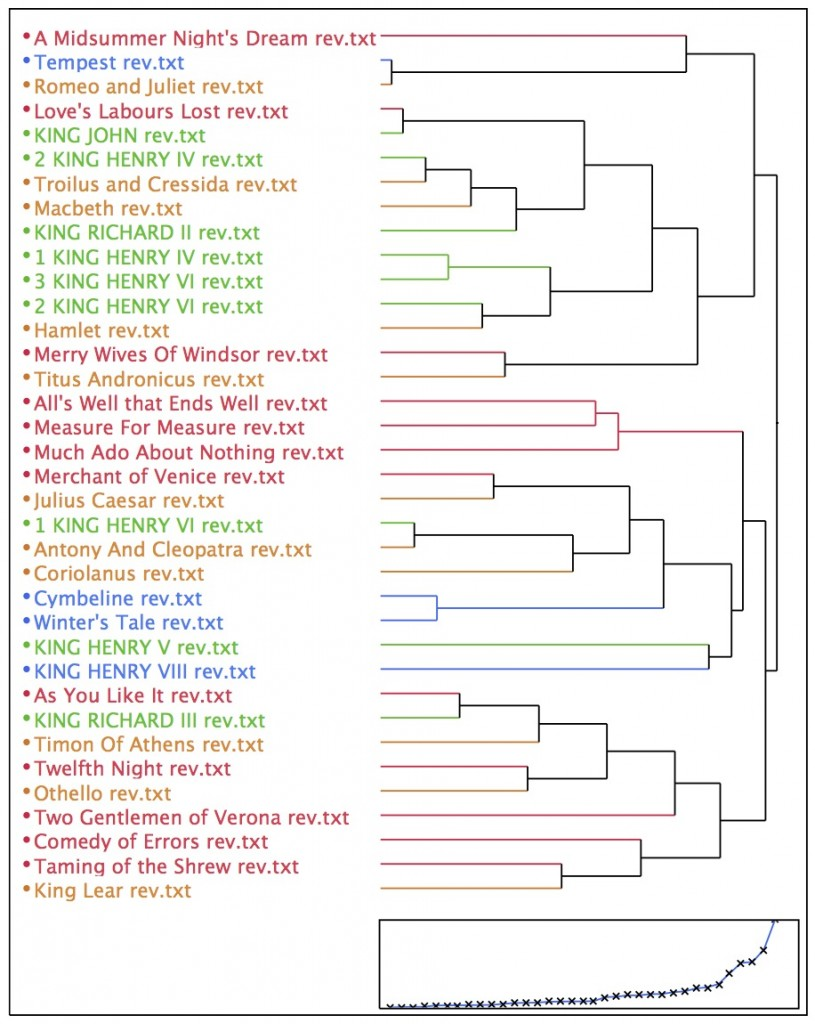 •A Midsummer Night's Dream rev.txt
•Tempest rev.txt
•Romeo and Juliet rev.txt
•Love's Labours Lost rev.txt
•KING JOHN rev.txt
•2 KING HENRY IV rev.txt
•Troilus and Cressida rev.txt
•Macbeth rev.txt
•KING RICHARD II rev.txt
•1 KING HENRY IV rev.txt
•3 KING HENRY VI rev.txt
•2 KING HENRY VI rev.txt
•Hamlet rev.txt
•Merry Wives Of Windsor rev.txt
•Titus Andronicus rev.txt
•All's Well that Ends Well rev.txt
•Measure For Measure rev.txt
•Much Ado About Nothing rev.txt
•Merchant of Venice rev.txt
•Julius Caesar rev.txt
•1 KING HENRY VI rev.txt
•Antony And Cleopatra rev.txt
•Coriolanus rev.txt
•Cymbeline rev.txt
•Winter's Tale rev.txt
•KING HENRY V rev.txt
•KING HENRY VIII rev.txt
•As You Like It rev.txt
•KING RICHARD III rev.txt
•Timon Of Athens rev.txt
•Twelfth Night rev.txt
•Othello rev.txt
•Two Gentlemen of Verona rev.txt
•Comedy of Errors rev.txt
•Taming of the Shrew rev.txt
•King Lear rev.txt